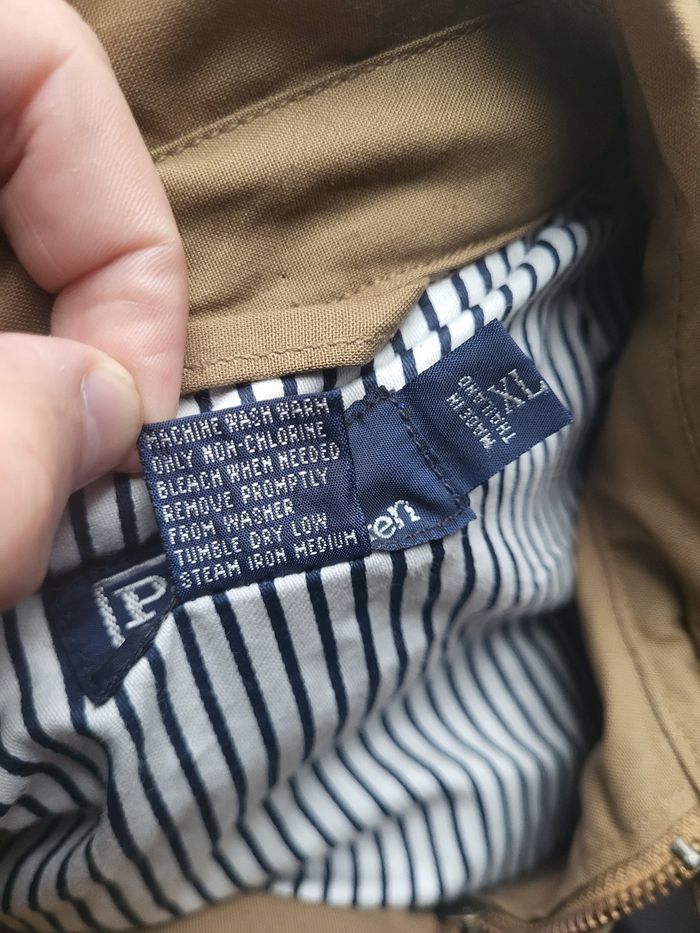 MACHINE WASH WARM
ONLY NON-CHLORINE
BLEACH WHEN NEEDED
REMOVE PROMPTLY
FROM WASHER
TUMBLE DRY LOW
STEAM IRON MEDIUM
P
en
XL
MADE IN